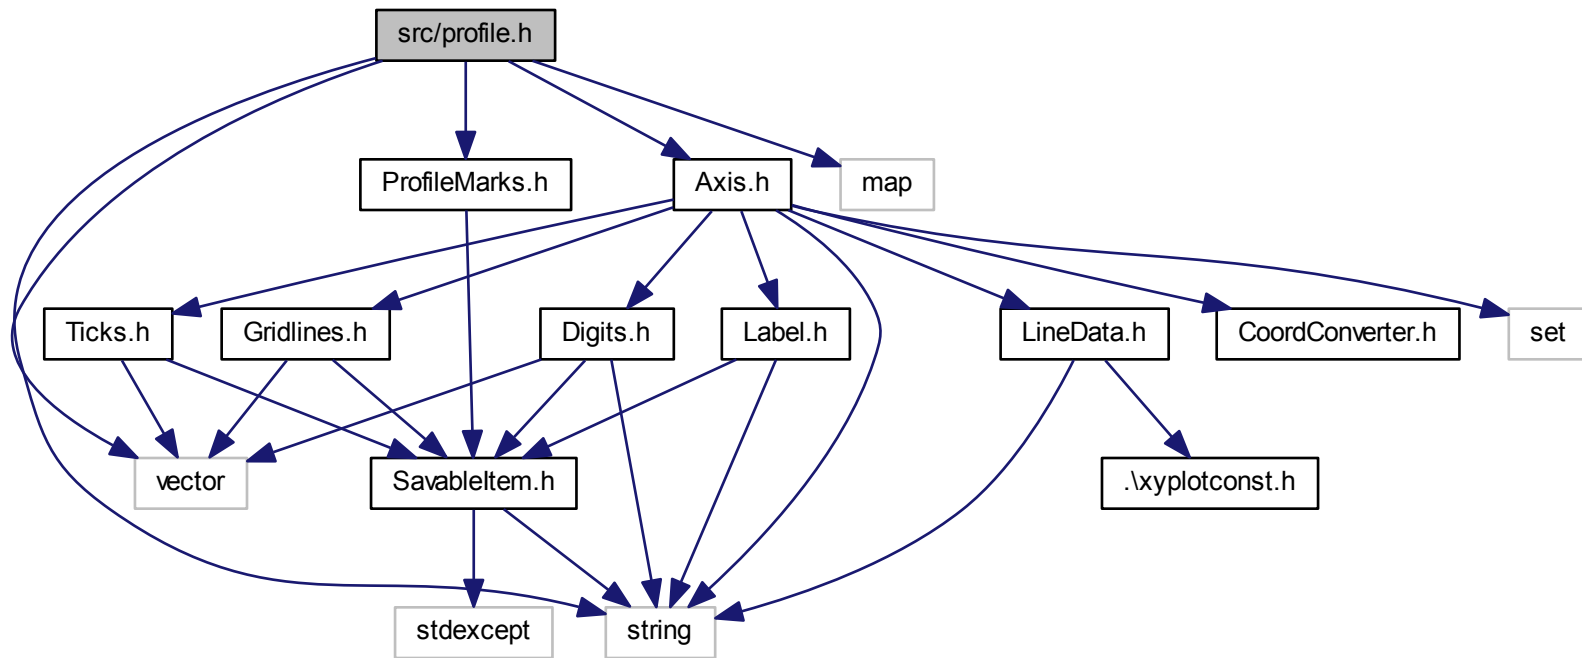 src/profile.h
ProfileMarks.h
Axis.h
map
Ticks.h
Gridlines.h
Digits.h
Label.h
LineData.h
CoordConverter.h
set
vector
SavableItem.h
.\xyplotconst.h
stdexcept
string